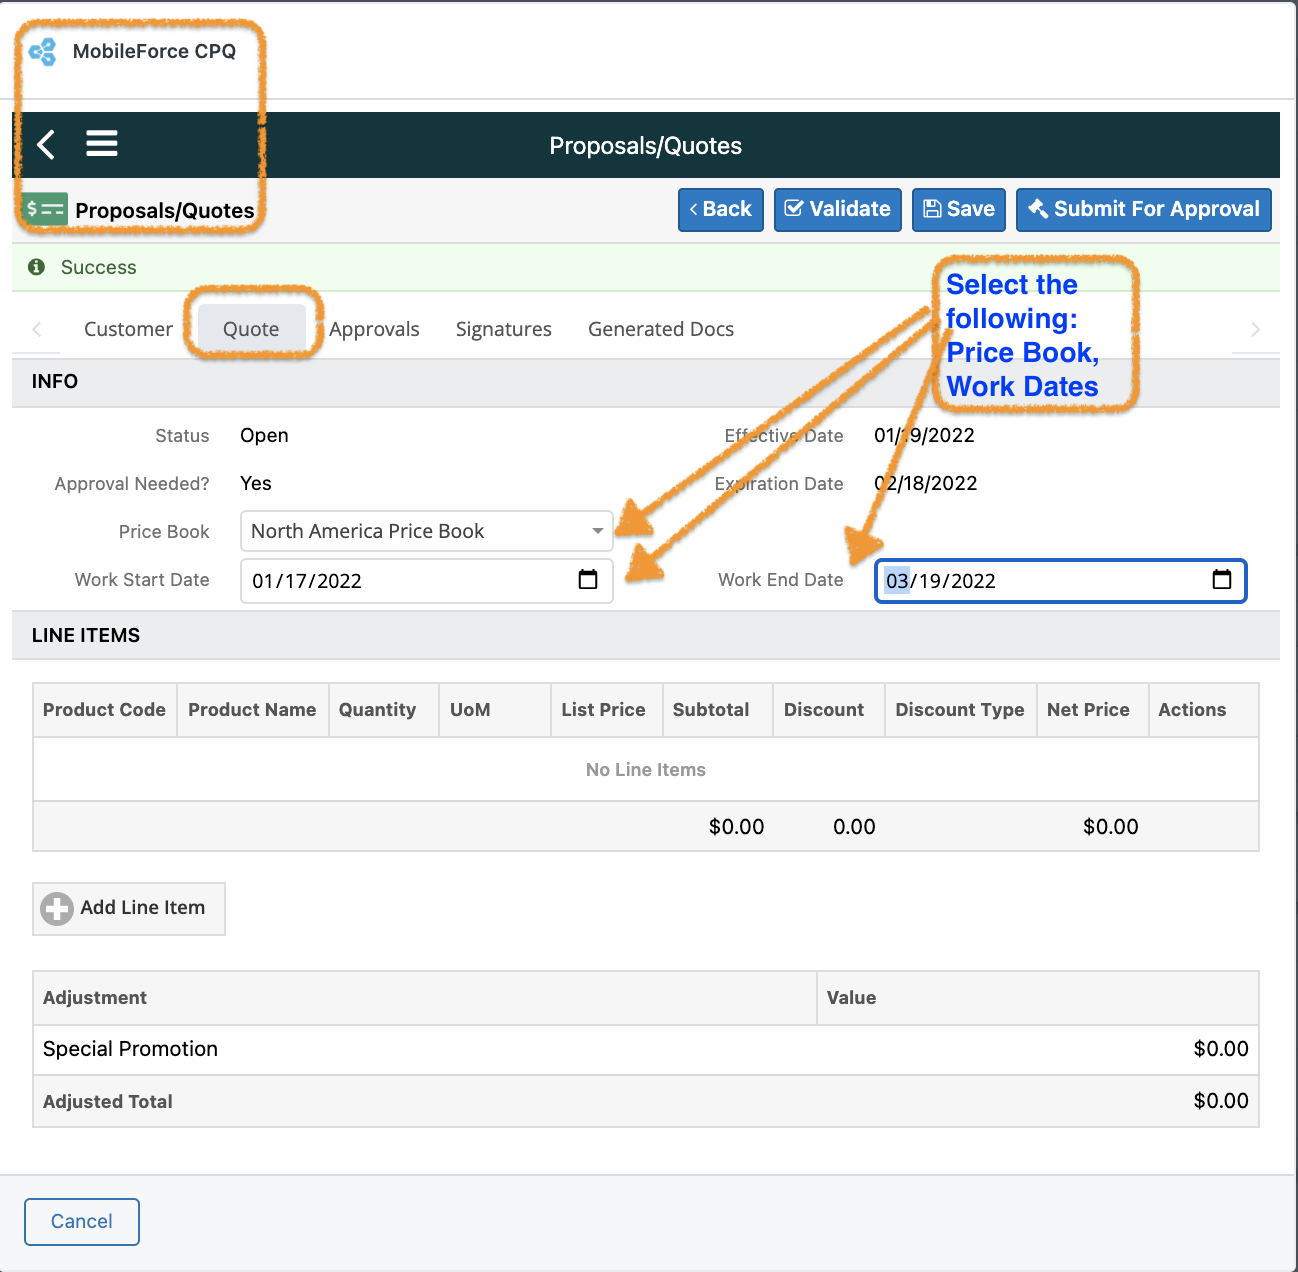 MobileForce CPQ
Proposals/Quotes
Proposals/Quotes
Back Validate Save Submit For Approval
Success
Customer Quote Approvals Signatures Generated Docs
Select the
following:
Price Book,
Work Dates
INFO
Status Open Effective Date 01/19/2022
Approval Needed? Yes Expiration Date 02/18/2022
Price Book North America Price Book
Work Start Date 01/17/2022 Work End Date 03/19/2022
LINE ITEMS
Product Code Product Name Quantity UoM List Price Subtotal Discount Discount Type Net Price Actions
No Line Items
$0.00 0.00 $0.00
Add Line Item
Adjustment Value
Special Promotion $0.00
Adjusted Total $0.00
Cancel